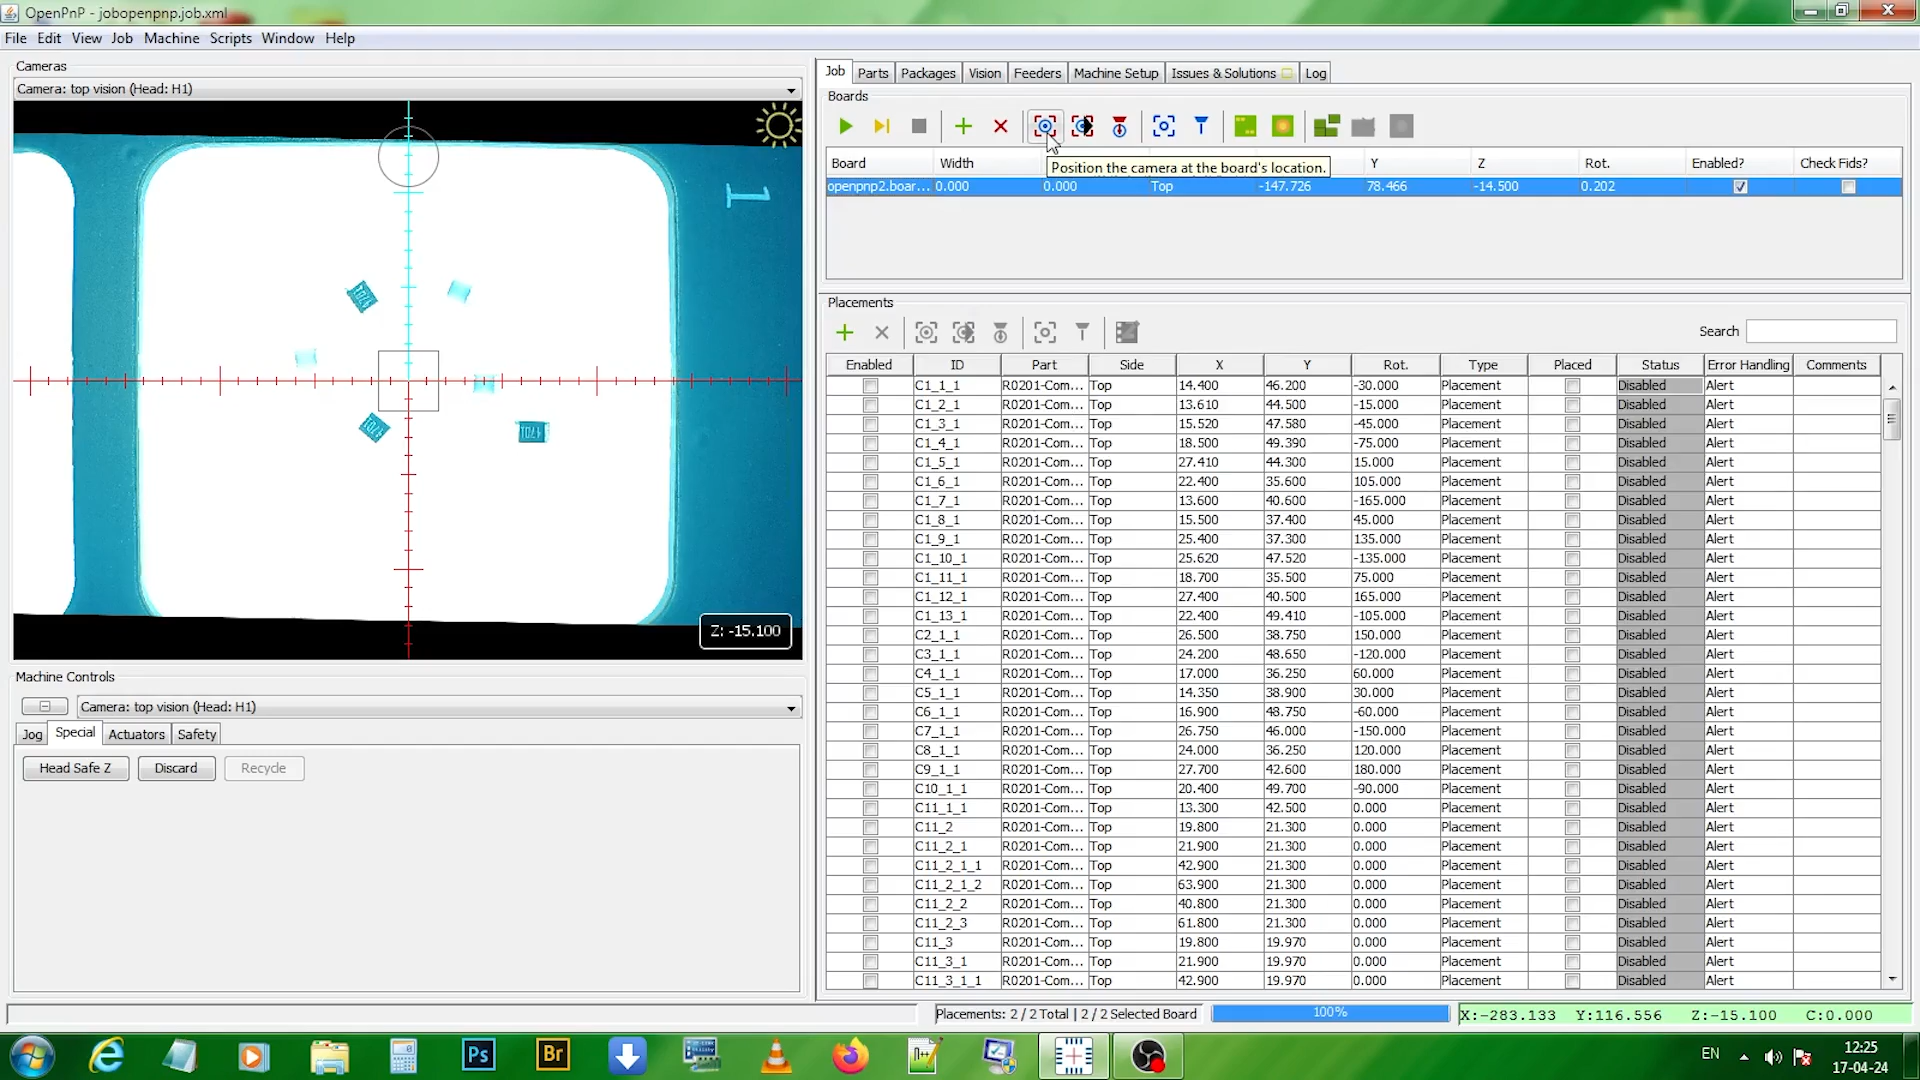 OpenPnP - jobopenpnp.job.xml
File Edit View Job Machine Scripts Window Help
Cameras
Camera: top vision (Head: H1)
1
Z: -15.100
Machine Controls
Camera: top vision (Head: H1)
Jog Special Actuators Safety
Head Safe Z Discard Recycle
Job Parts Packages Vision Feeders Machine Setup Issues & Solutions Log
Boards
Board Width Y Z Rot. Enabled? Check Fids?
Position the camera at the board's location.
openpnp2.boar... 0.000 0.000 Top -147.726 78.466 -14.500 0.202
Placements
Search
Enabled ID Part Side X Y Rot. Type Placed Status Error Handling Comments
C1_1_1 R0201-Com... Top 14.400 46.200 -30.000 Placement Disabled Alert
C1_2_1 R0201-Com... Top 13.610 44.500 -15.000 Placement Disabled Alert
C1_3_1 R0201-Com... Top 15.520 47.580 -45.000 Placement Disabled Alert
C1_4_1 R0201-Com... Top 18.500 49.390 -75.000 Placement Disabled Alert
C1_5_1 R0201-Com... Top 27.410 44.300 15.000 Placement Disabled Alert
C1_6_1 R0201-Com... Top 22.400 35.600 105.000 Placement Disabled Alert
C1_7_1 R0201-Com... Top 13.600 40.600 -165.000 Placement Disabled Alert
C1_8_1 R0201-Com... Top 15.500 37.400 45.000 Placement Disabled Alert
C1_9_1 R0201-Com... Top 25.400 37.300 135.000 Placement Disabled Alert
C1_10_1 R0201-Com... Top 25.620 47.520 -135.000 Placement Disabled Alert
C1_11_1 R0201-Com... Top 18.700 35.500 75.000 Placement Disabled Alert
C1_12_1 R0201-Com... Top 27.400 40.500 165.000 Placement Disabled Alert
C1_13_1 R0201-Com... Top 22.400 49.410 -105.000 Placement Disabled Alert
C2_1_1 R0201-Com... Top 26.500 38.750 150.000 Placement Disabled Alert
C3_1_1 R0201-Com... Top 24.200 48.650 -120.000 Placement Disabled Alert
C4_1_1 R0201-Com... Top 17.000 36.250 60.000 Placement Disabled Alert
C5_1_1 R0201-Com... Top 14.350 38.900 30.000 Placement Disabled Alert
C6_1_1 R0201-Com... Top 16.900 48.750 -60.000 Placement Disabled Alert
C7_1_1 R0201-Com... Top 26.750 46.000 -150.000 Placement Disabled Alert
C8_1_1 R0201-Com... Top 24.000 36.250 120.000 Placement Disabled Alert
C9_1_1 R0201-Com... Top 27.700 42.600 180.000 Placement Disabled Alert
C10_1_1 R0201-Com... Top 20.400 49.700 -90.000 Placement Disabled Alert
C11_1_1 R0201-Com... Top 13.300 42.500 0.000 Placement Disabled Alert
C11_2 R0201-Com... Top 19.800 21.300 0.000 Placement Disabled Alert
C11_2_1 R0201-Com... Top 21.900 21.300 0.000 Placement Disabled Alert
C11_2_1_1 R0201-Com... Top 42.900 21.300 0.000 Placement Disabled Alert
C11_2_1_2 R0201-Com... Top 63.900 21.300 0.000 Placement Disabled Alert
C11_2_2 R0201-Com... Top 40.800 21.300 0.000 Placement Disabled Alert
C11_2_3 R0201-Com... Top 61.800 21.300 0.000 Placement Disabled Alert
C11_3 R0201-Com... Top 19.800 19.970 0.000 Placement Disabled Alert
C11_3_1 R0201-Com... Top 21.900 19.970 0.000 Placement Disabled Alert
C11_3_1_1 R0201-Com... Top 42.900 19.970 0.000 Placement Disabled Alert
Placements: 2 / 2 Total | 2 / 2 Selected Board 100% X:-283.133 Y:116.556 Z:-15.100 C:0.000
Ps Br EN 12:25
17-04-24